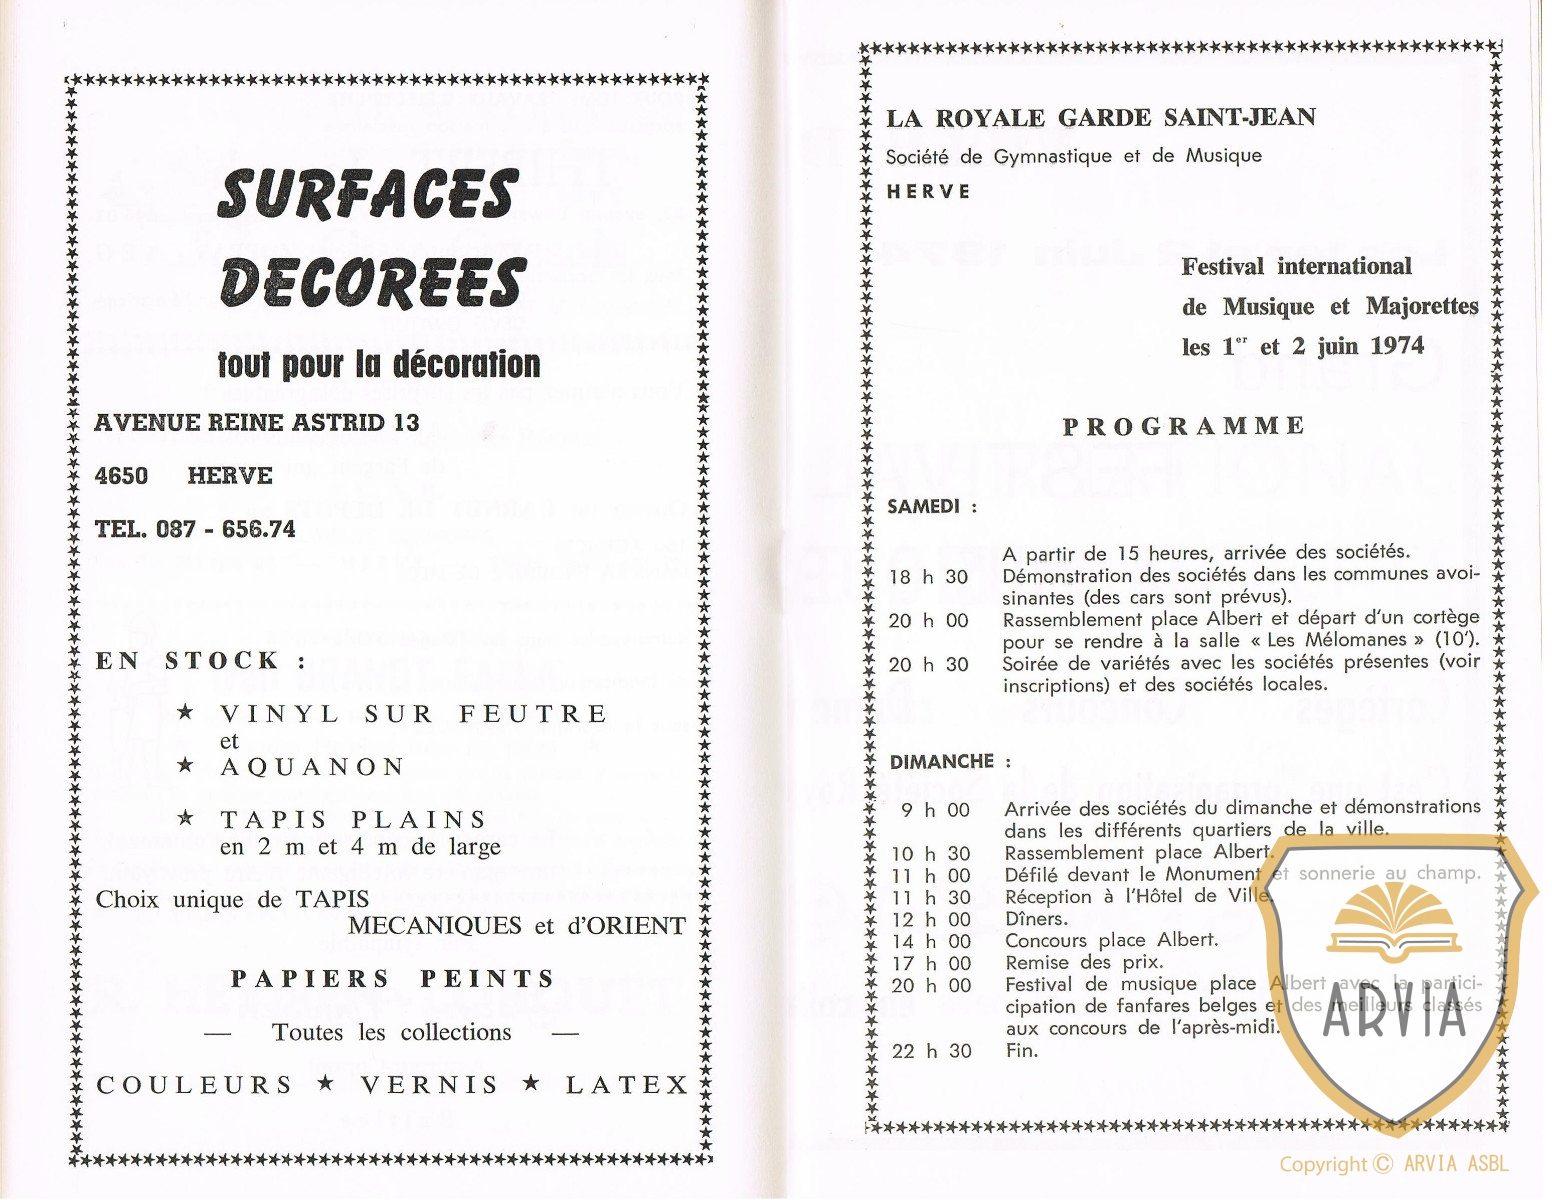 SURFACES
DECOREES
tout pour la décoration
AVENUE REINE ASTRID 13
4650 HERVE
TEL. 087 - 656.74
EN STOCK :
★ VINYL SUR FEUTRE
et
★ AQUANON
★ TAPIS PLAINS
en 2 m et 4 m de large
Choix unique de TAPIS
MECANIQUES et d'ORIENT
PAPIERS PEINTS
— Toutes les collections —
COULEURS ★ VERNIS ★ LATEX
LA ROYALE GARDE SAINT-JEAN
Société de Gymnastique et de Musique
HERVE
Festival international
de Musique et Majorettes
les 1er et 2 juin 1974
PROGRAMME
SAMEDI :
A partir de 15 heures, arrivée des sociétés.
18 h 30 Démonstration des sociétés dans les communes avoi-
sinantes (des cars sont prévus).
20 h 00 Rassemblement place Albert et départ d'un cortège
pour se rendre à la salle « Les Mélomanes » (10').
20 h 30 Soirée de variétés avec les sociétés présentes (voir
inscriptions) et des sociétés locales.
DIMANCHE :
9 h 00 Arrivée des sociétés du dimanche et démonstrations
dans les différents quartiers de la ville.
10 h 30 Rassemblement place Albert.
11 h 00 Défilé devant le Monument et sonnerie au champ.
11 h 30 Réception à l'Hôtel de Ville.
12 h 00 Dîners.
14 h 00 Concours place Albert.
17 h 00 Remise des prix.
20 h 00 Festival de musique place Albert avec la partici-
cipation de fanfares belges et des meilleurs classés
aux concours de l'après-midi.
22 h 30 Fin.
ARVIA
Copyright © ARVIA ASBL